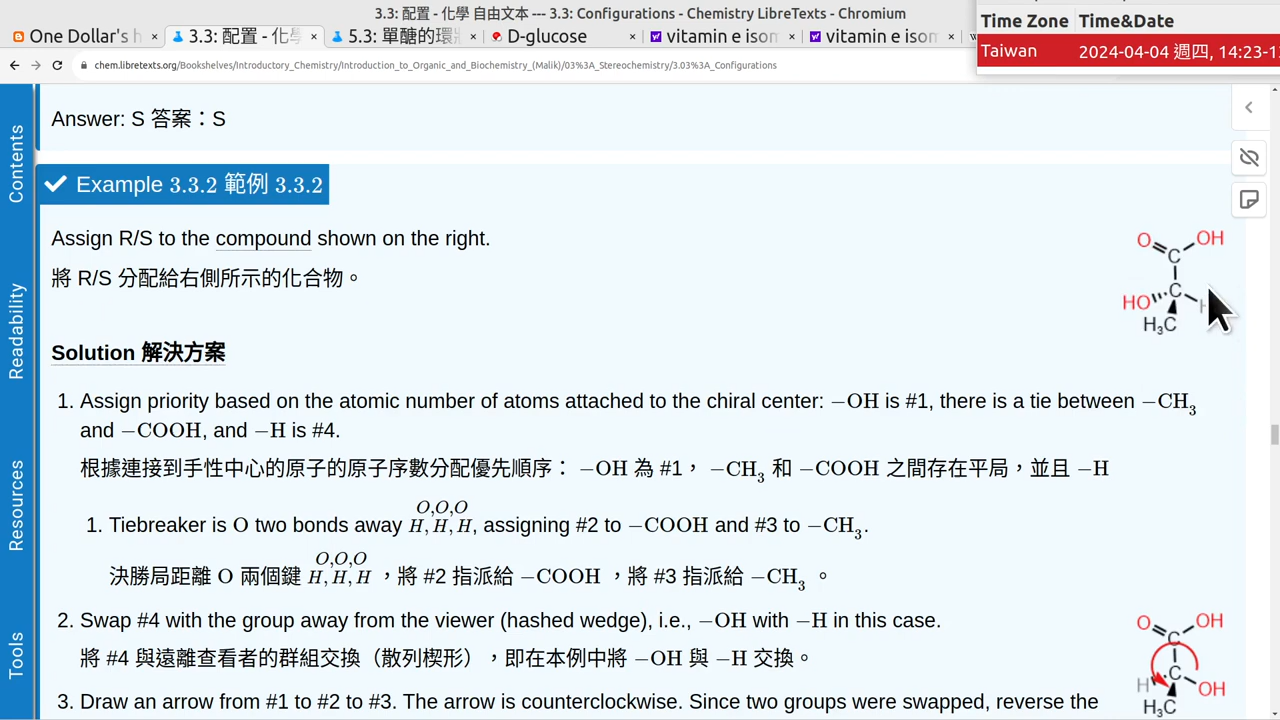 3.3: 配置 - 化學 自由文本 --- 3.3: Configurations - Chemistry LibreTexts - Chromium
Time Zone Time&Date
Taiwan 2024-04-04 週四, 14:23-1
One Dollar's h × 3.3: 配置 - 化學 × 5.3: 單醣的環 × D-glucose × vitamin e isom × vitamin e isom ×
chem.libretexts.org/Bookshelves/Introductory_Chemistry/Introduction_to_Organic_and_Biochemistry_(Malik)/03%3A_Stereochemistry/3.03%3A_Configurations
Contents
Readability
Resources
Tools
Answer: S 答案：S
Example 3.3.2 範例 3.3.2
Assign R/S to the compound shown on the right.
將 R/S 分配給右側所示的化合物。
O OH
C
HO C H
H3C
Solution 解決方案
1. Assign priority based on the atomic number of atoms attached to the chiral center: −OH is #1, there is a tie between −CH3
and −COOH, and −H is #4.
根據連接到手性中心的原子的原子序數分配優先順序： −OH 為 #1， −CH3 和 −COOH 之間存在平局，並且 −H
O,O,O
1. Tiebreaker is O two bonds away H,H,H, assigning #2 to −COOH and #3 to −CH3.
O,O,O
決勝局距離 O 兩個鍵 H,H,H ，將 #2 指派給 −COOH ，將 #3 指派給 −CH3 。
2. Swap #4 with the group away from the viewer (hashed wedge), i.e., −OH with −H in this case.
將 #4 與遠離查看者的群組交換（散列楔形），即在本例中將 −OH 與 −H 交換。
O OH
C
H C OH
H3C
3. Draw an arrow from #1 to #2 to #3. The arrow is counterclockwise. Since two groups were swapped, reverse the